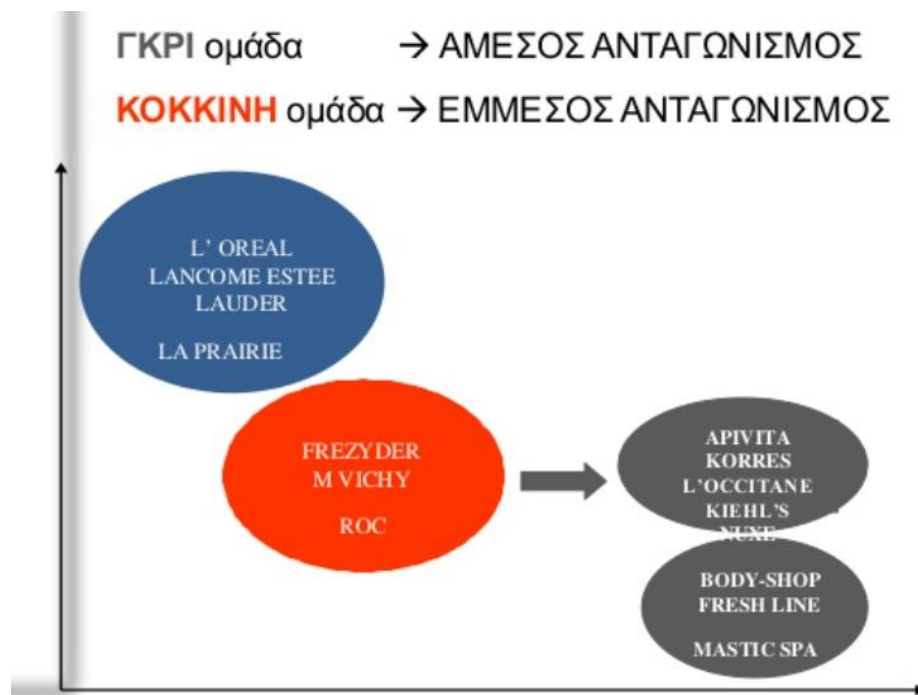 ΓΚΡΙ ομάδα → ΑΜΕΣΟΣ ΑΝΤΑΓΩΝΙΣΜΟΣ
ΚΟΚΚΙΝΗ ομάδα → ΕΜΜΕΣΟΣ ΑΝΤΑΓΩΝΙΣΜΟΣ
L' OREAL
LANCOME ESTEE
LAUDER
LA PRAIRIE
FREZYDER
M VICHY
ROC
APIVITA
KORRES
L'OCCITANE
KIEHL'S
NUXE
BODY-SHOP
FRESH LINE
MASTIC SPA